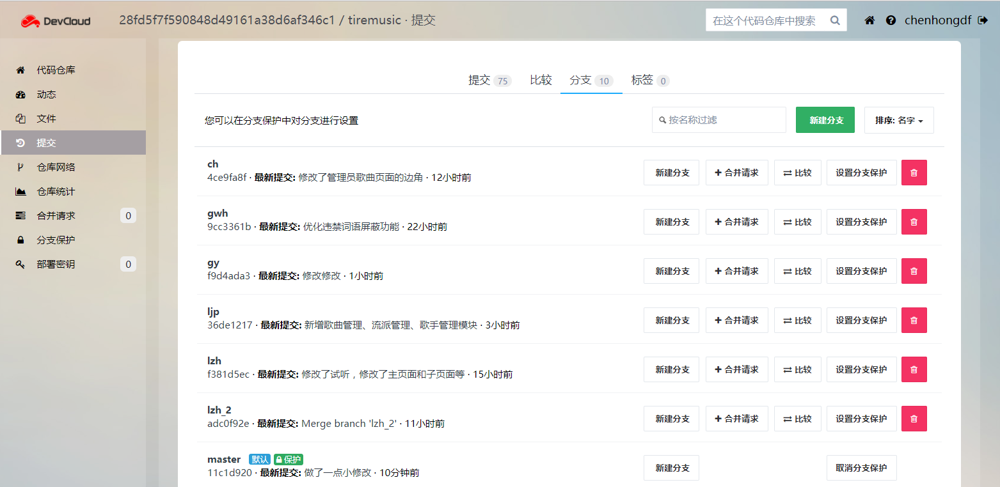 DevCloud
28fd5f7f590848d49161a38d6af346c1 / tiremusic · 提交
在这个代码仓库中搜索
chenhongdf
代码仓库
动态
文件
提交
仓库网络
仓库统计
合并请求 0
分支保护
部署密钥 0
提交 75 比较 分支 10 标签 0
您可以在分支保护中对分支进行设置
按名称过滤
新建分支
排序: 名字
ch
4ce9fa8f · 最新提交: 修改了管理员歌曲页面的边角 · 12小时前
新建分支 合并请求 比较 设置分支保护
gwh
9cc3361b · 最新提交: 优化违禁词语屏蔽功能 · 22小时前
新建分支 合并请求 比较 设置分支保护
gy
f9d4ada3 · 最新提交: 修改修改 · 1小时前
新建分支 合并请求 比较 设置分支保护
ljp
36de1217 · 最新提交: 新增歌曲管理、流派管理、歌手管理模块 · 3小时前
新建分支 合并请求 比较 设置分支保护
lzh
f381d5ec · 最新提交: 修改了试听，修改了主页面和子页面等 · 15小时前
新建分支 合并请求 比较 设置分支保护
lzh_2
adc0f92e · 最新提交: Merge branch 'lzh_2' · 11小时前
新建分支 合并请求 比较 设置分支保护
master 默认 保护
11c1d920 · 最新提交: 做了一点小修改 · 10分钟前
新建分支 取消分支保护